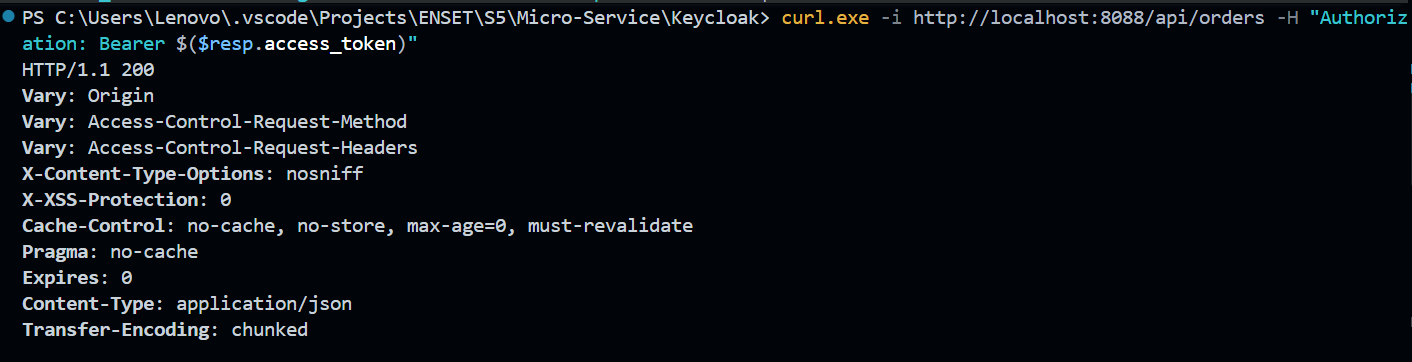 PS C:\Users\Lenovo\.vscode\Projects\ENSET\S5\Micro-Service\Keycloak> curl.exe -i http://localhost:8088/api/orders -H "Authoriz
ation: Bearer $($resp.access_token)"
HTTP/1.1 200
Vary: Origin
Vary: Access-Control-Request-Method
Vary: Access-Control-Request-Headers
X-Content-Type-Options: nosniff
X-XSS-Protection: 0
Cache-Control: no-cache, no-store, max-age=0, must-revalidate
Pragma: no-cache
Expires: 0
Content-Type: application/json
Transfer-Encoding: chunked